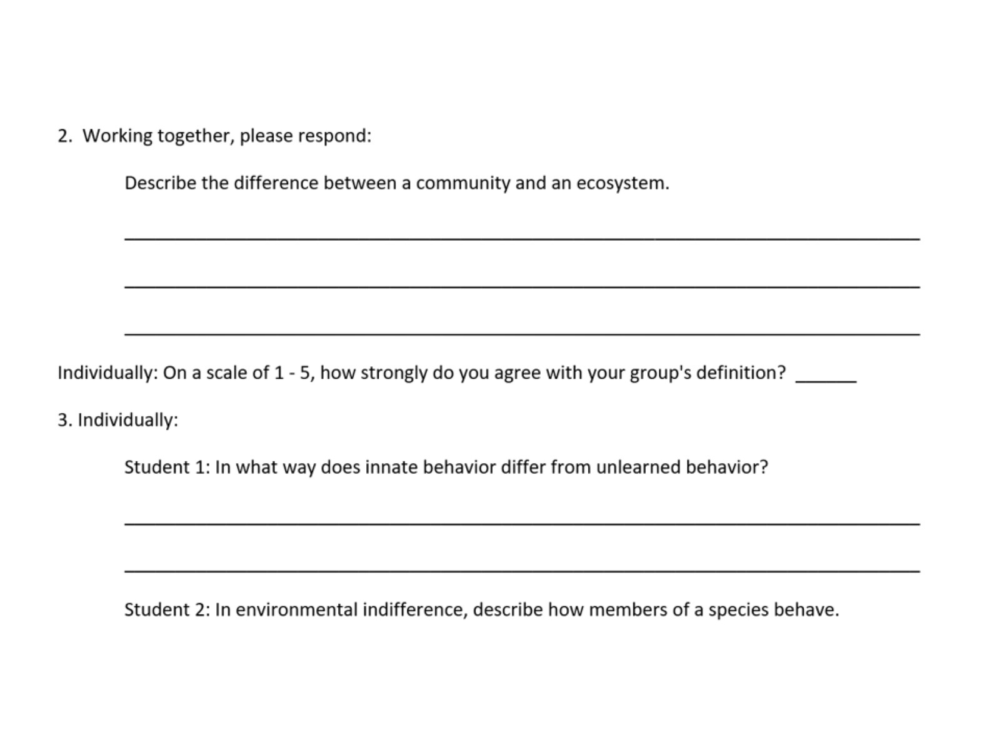 2. Working together, please respond:
Describe the difference between a community and an ecosystem.
Individually: On a scale of 1 - 5, how strongly do you agree with your group's definition? ______
3. Individually:
Student 1: In what way does innate behavior differ from unlearned behavior?
Student 2: In environmental indifference, describe how members of a species behave.